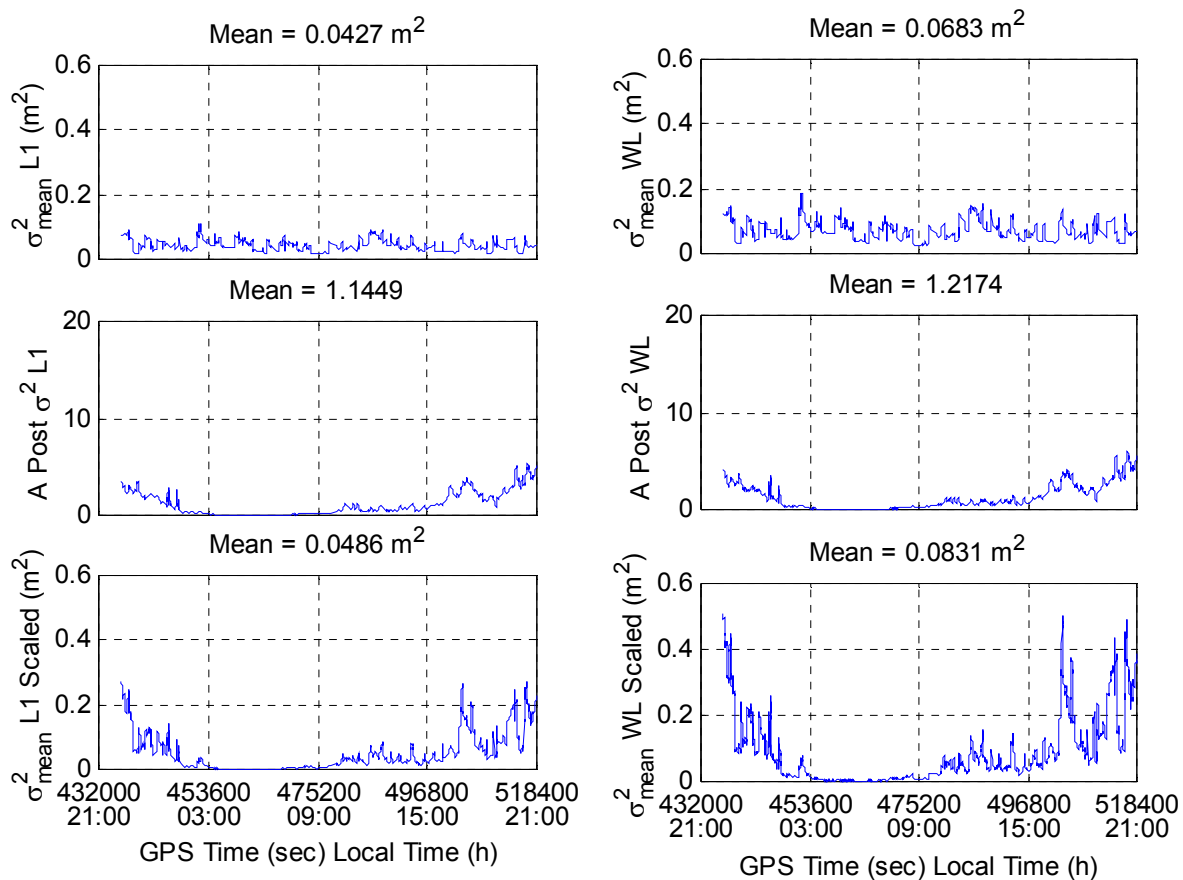 Mean = 0.0427 m²
0.6
0.4
0.2
0
σ²mean L1 (m²)
Mean = 1.1449
20
10
0
A Post σ² L1
Mean = 0.0486 m²
0.6
0.4
0.2
0
σ²mean L1 Scaled (m²)
432000 453600 475200 496800 518400
21:00 03:00 09:00 15:00 21:00
GPS Time (sec) Local Time (h)
Mean = 0.0683 m²
0.6
0.4
0.2
0
σ²mean WL (m²)
Mean = 1.2174
20
10
0
A Post σ² WL
Mean = 0.0831 m²
0.6
0.4
0.2
0
σ²mean WL Scaled (m²)
432000 453600 475200 496800 518400
21:00 03:00 09:00 15:00 21:00
GPS Time (sec) Local Time (h)